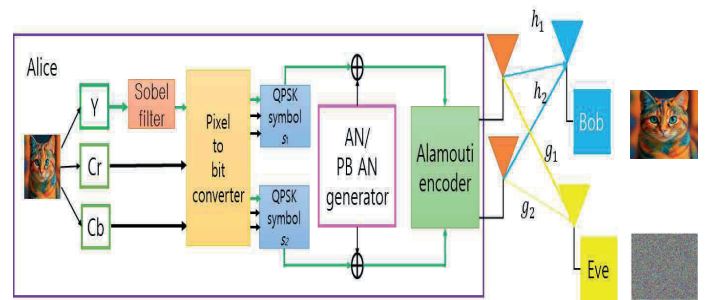 Alice
Y
Cr
Cb
Sobel
filter
Pixel
to
bit
converter
QPSK
symbol
s₁
QPSK
symbol
s₂
⊕
AN/
PB AN
generator
⊕
Alamouti
encoder
h₁
h₂
g₁
g₂
Bob
Eve